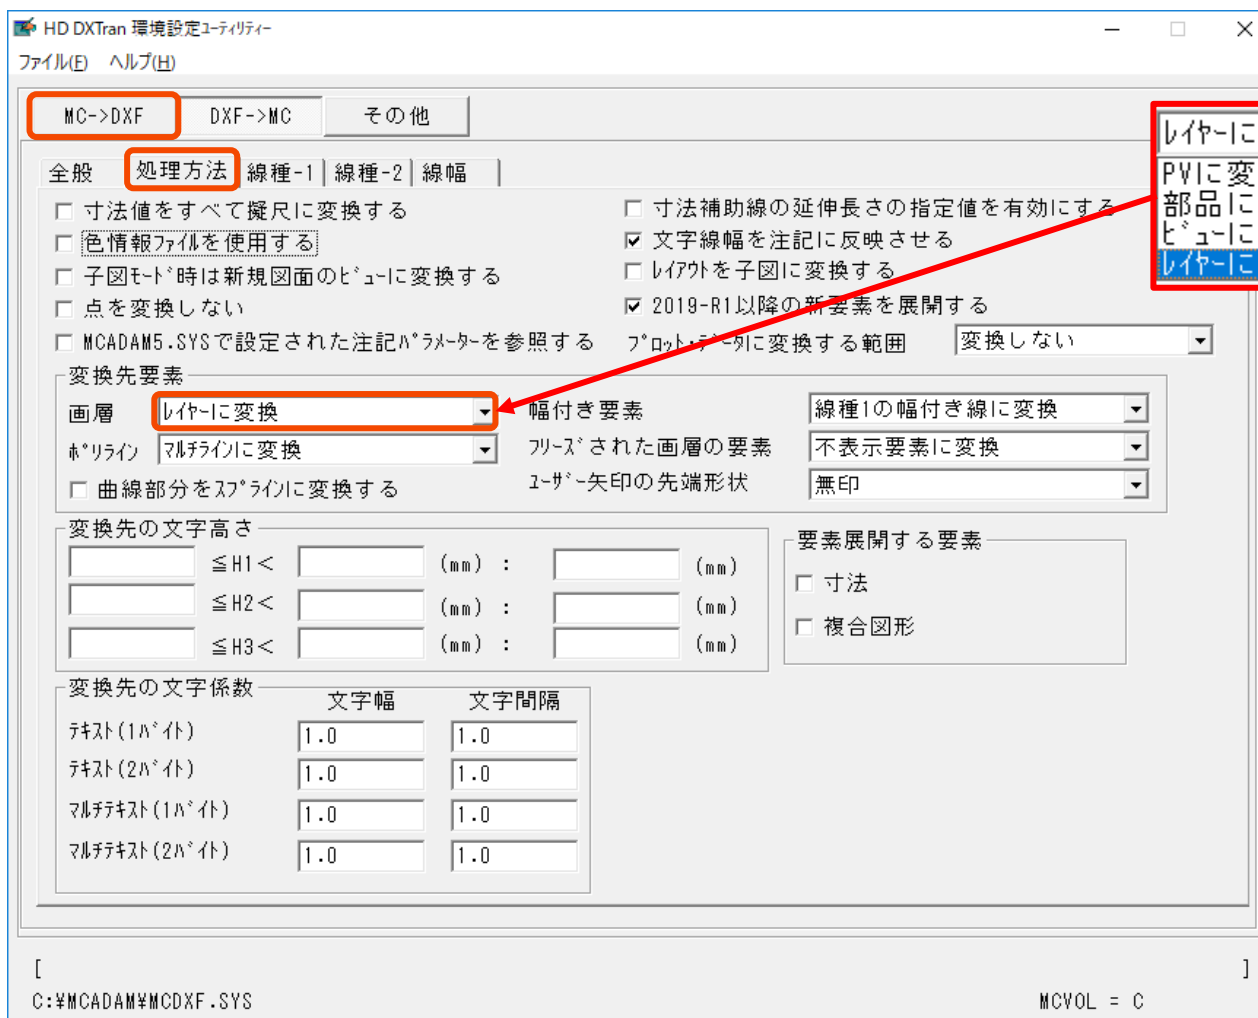 HD DXTran 環境設定ﾕｰﾃｨﾘﾃｨｰ
ファイル(F) ヘルプ(H)
MC->DXF DXF->MC その他
全般 処理方法 線種-1 線種-2 線幅
寸法値をすべて擬尺に変換する
色情報ﾌｧｲﾙを使用する
子図ﾓｰﾄﾞ時は新規図面のﾋﾞｭｰに変換する
点を変換しない
MCADAM5.SYSで設定された注記ﾊﾟﾗﾒｰﾀｰを参照する
寸法補助線の延伸長さの指定値を有効にする
文字線幅を注記に反映させる
ﾚｲｱｳﾄを子図に変換する
2019-R1以降の新要素を展開する
ﾌﾟﾛｯﾄ･ﾃﾞｰﾀに変換する範囲 変換しない
ﾚｲﾔｰに
PVに変
部品に
ﾋﾞｭｰに
ﾚｲﾔｰに
変換先要素
画層 ﾚｲﾔｰに変換
ﾎﾟﾘﾗｲﾝ ﾏﾙﾁﾗｲﾝに変換
曲線部分をｽﾌﾟﾗｲﾝに変換する
幅付き要素 線種1の幅付き線に変換
ﾌﾘｰｽﾞされた画層の要素 不表示要素に変換
ﾕｰｻﾞｰ矢印の先端形状 無印
変換先の文字高さ
≦H1< (mm) : (mm)
≦H2< (mm) : (mm)
≦H3< (mm) : (mm)
要素展開する要素
寸法
複合図形
変換先の文字係数
文字幅 文字間隔
ﾃｷｽﾄ(1ﾊﾞｲﾄ) 1.0 1.0
ﾃｷｽﾄ(2ﾊﾞｲﾄ) 1.0 1.0
ﾏﾙﾁﾃｷｽﾄ(1ﾊﾞｲﾄ) 1.0 1.0
ﾏﾙﾁﾃｷｽﾄ(2ﾊﾞｲﾄ) 1.0 1.0
[ ]
C:¥MCADAM¥MCDXF.SYS MCVOL = C